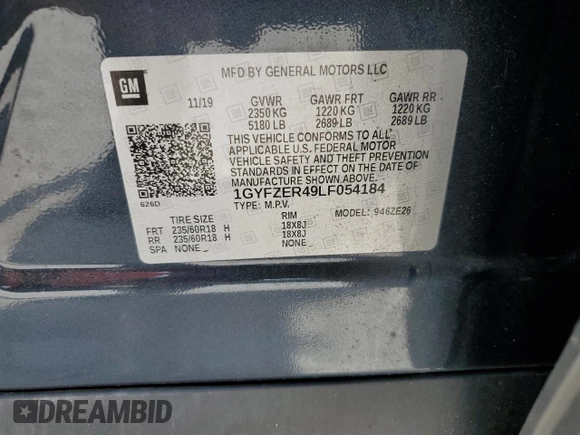 GM
MFD BY GENERAL MOTORS LLC
11/19 GVWR GAWR FRT GAWR RR
2350 KG 1220 KG 1220 KG
5180 LB 2689 LB 2689 LB
THIS VEHICLE CONFORMS TO ALL
APPLICABLE U.S. FEDERAL MOTOR
VEHICLE SAFETY AND THEFT PREVENTION
STANDARDS IN EFFECT ON THE DATE OF
MANUFACTURE SHOWN ABOVE.
626D
1GYFZER49LF054184
TYPE: M.P.V.
TIRE SIZE RIM MODEL: 946ZE26
FRT 235/60R18 H 18X8J
RR 235/60R18 H 18X8J
SPA NONE NONE
DREAMBID